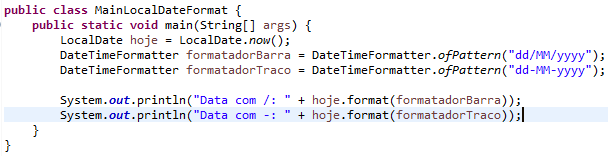 public class MainLocalDateFormat {
    public static void main(String[] args) {
        LocalDate hoje = LocalDate.now();
        DateTimeFormatter formatadorBarra = DateTimeFormatter.ofPattern("dd/MM/yyyy");
        DateTimeFormatter formatadorTraco = DateTimeFormatter.ofPattern("dd-MM-yyyy");

        System.out.println("Data com /: " + hoje.format(formatadorBarra));
        System.out.println("Data com -: " + hoje.format(formatadorTraco));
    }
}